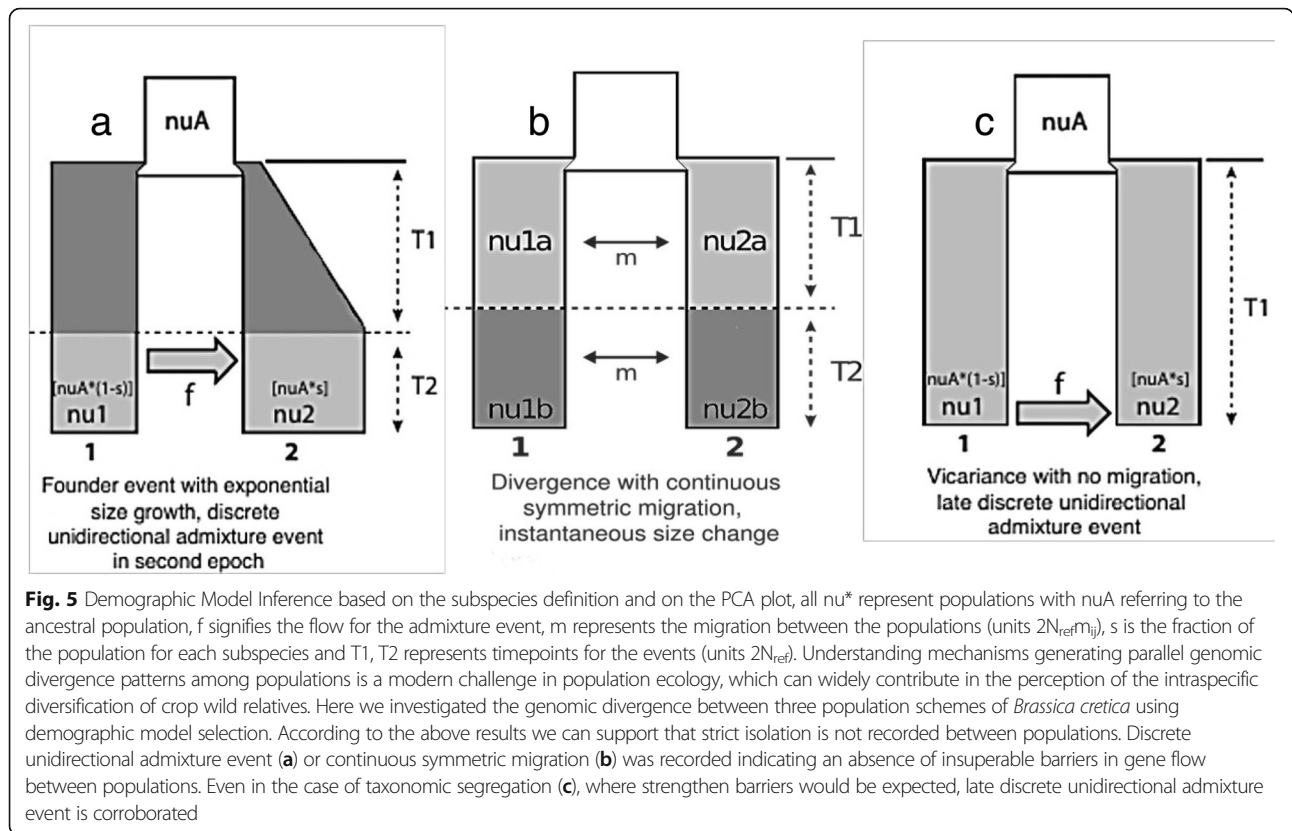 a
nuA
T1
[nuA*(1-s)]
nu1
f
[nuA*s]
nu2
T2
1
2
Founder event with exponential
size growth, discrete
unidirectional admixture event
in second epoch
b
nu1a
m
nu2a
T1
nu1b
m
nu2b
T2
1
2
Divergence with continuous
symmetric migration,
instantaneous size change
c
nuA
T1
nuA*(1-s)]
nu1
f
[nuA*s]
nu2
1
2
Vicariance with no migration,
late discrete unidirectional
admixture event
Fig. 5 Demographic Model Inference based on the subspecies definition and on the PCA plot, all nu* represent populations with nuA referring to the
ancestral population, f signifies the flow for the admixture event, m represents the migration between the populations (units 2Nrefmij), s is the fraction of
the population for each subspecies and T1, T2 represents timepoints for the events (units 2Nref). Understanding mechanisms generating parallel genomic
divergence patterns among populations is a modern challenge in population ecology, which can widely contribute in the perception of the intraspecific
diversification of crop wild relatives. Here we investigated the genomic divergence between three population schemes of Brassica cretica using
demographic model selection. According to the above results we can support that strict isolation is not recorded between populations. Discrete
unidirectional admixture event (a) or continuous symmetric migration (b) was recorded indicating an absence of insuperable barriers in gene flow
between populations. Even in the case of taxonomic segregation (c), where strengthen barriers would be expected, late discrete unidirectional admixture
event is corroborated